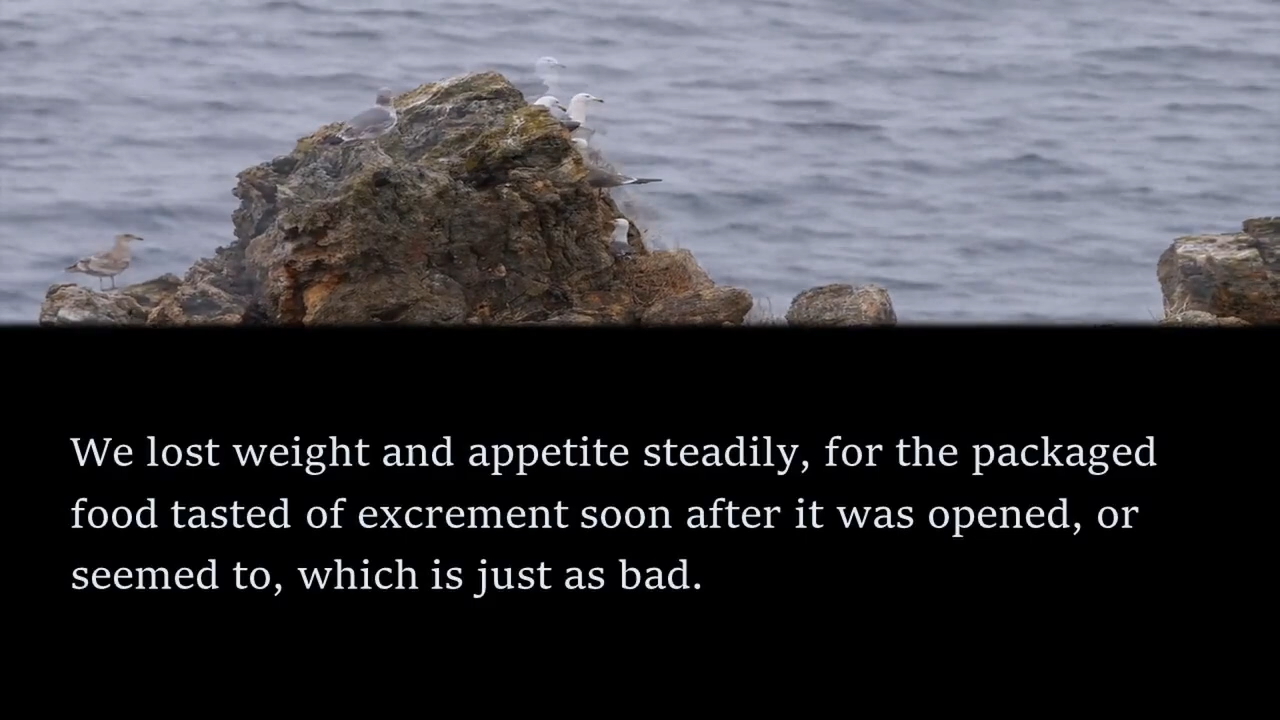 We lost weight and appetite steadily, for the packaged
food tasted of excrement soon after it was opened, or
seemed to, which is just as bad.